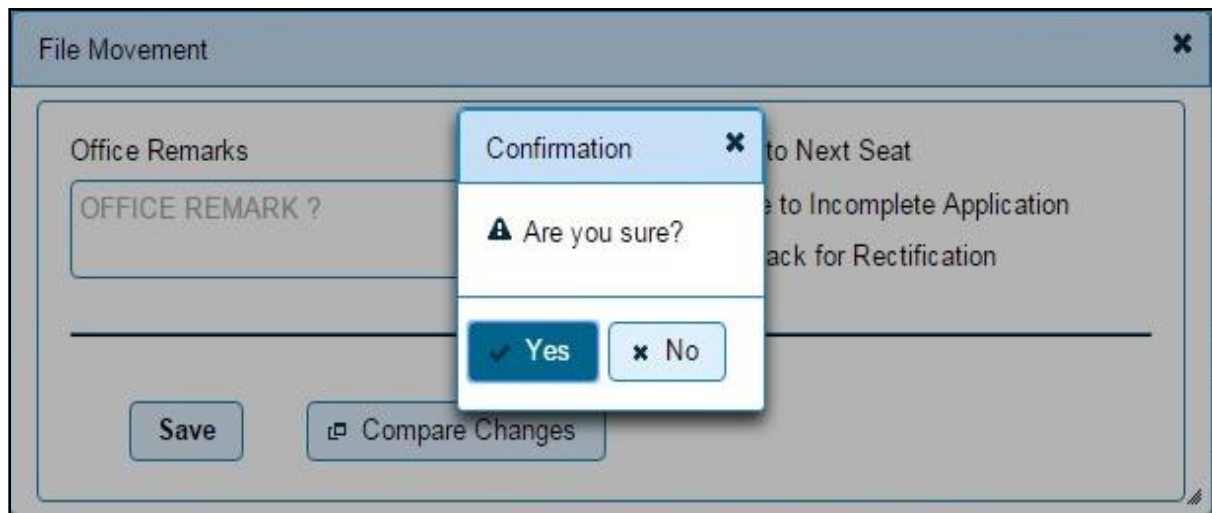 File Movement
Office Remarks
OFFICE REMARK ?
to Next Seat
to Incomplete Application
for Rectification
Save
Compare Changes
Confirmation
Are you sure?
Yes
No